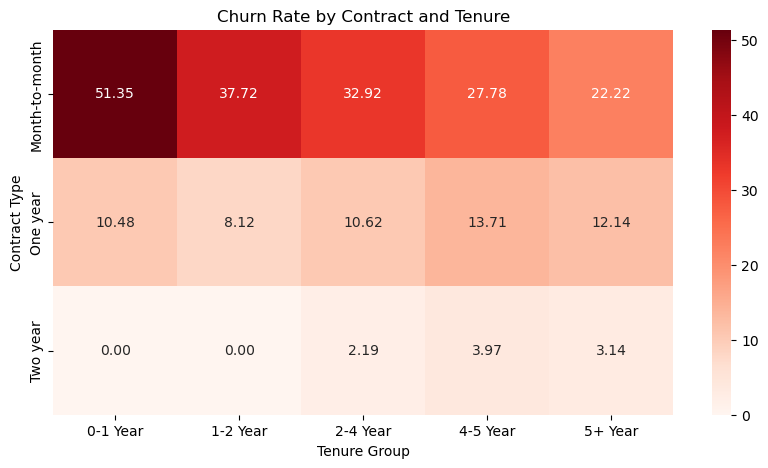 Churn Rate by Contract and Tenure
Contract Type
Month-to-month
51.35 37.72 32.92 27.78 22.22
One year
10.48 8.12 10.62 13.71 12.14
Two year
0.00 0.00 2.19 3.97 3.14
0-1 Year 1-2 Year 2-4 Year 4-5 Year 5+ Year
Tenure Group
50
40
30
20
10
0